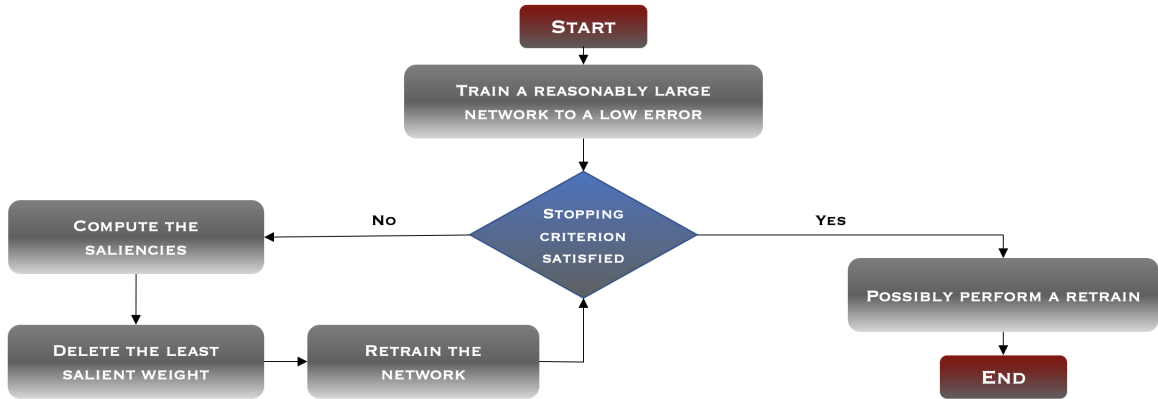 START
TRAIN A REASONABLY LARGE
NETWORK TO A LOW ERROR
STOPPING
CRITERION
SATISFIED
NO
YES
COMPUTE THE
SALIENCIES
DELETE THE LEAST
SALIENT WEIGHT
RETRAIN THE
NETWORK
POSSIBLY PERFORM A RETRAIN
END